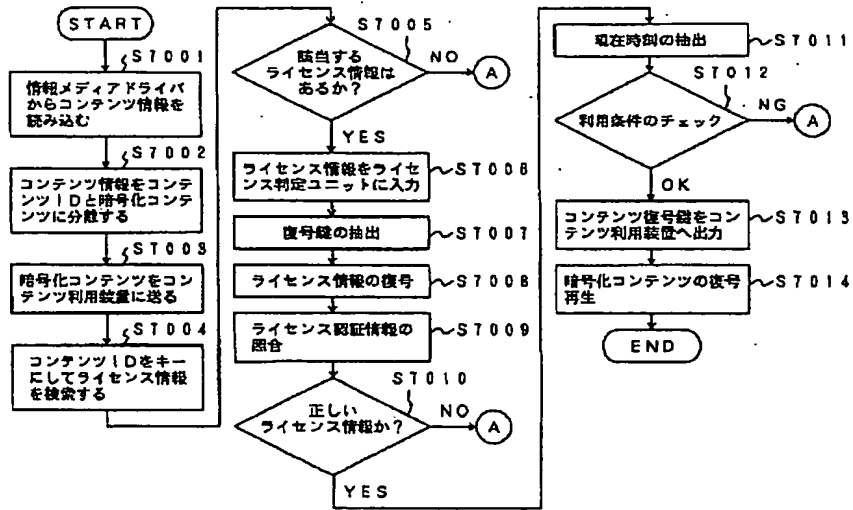 START
ST001
情報メディアドライバ
からコンテンツ情報を
読み込む
ST002
コンテンツ情報をコンテン
ツIDと暗号化コンテン
ツに分離する
ST003
暗号化コンテンツをコン
テンツ利用装置に送る
ST004
コンテンツIDをキー
にしてライセンス情報
を検索する
ST005
該当する
ライセンス情報は
あるか?
NO
A
YES
ライセンス情報をライセ
ンス判定ユニットに入力
ST006
復号鍵の抽出
ST007
ライセンス情報の復号
ST008
ライセンス認証情報の
照合
ST009
ST010
正しい
ライセンス情報か?
NO
A
YES
現在時刻の抽出
ST011
ST012
利用条件のチェック
NG
A
OK
コンテンツ復号鍵をコン
テンツ利用装置へ出力
ST013
暗号化コンテンツの復号
再生
ST014
END